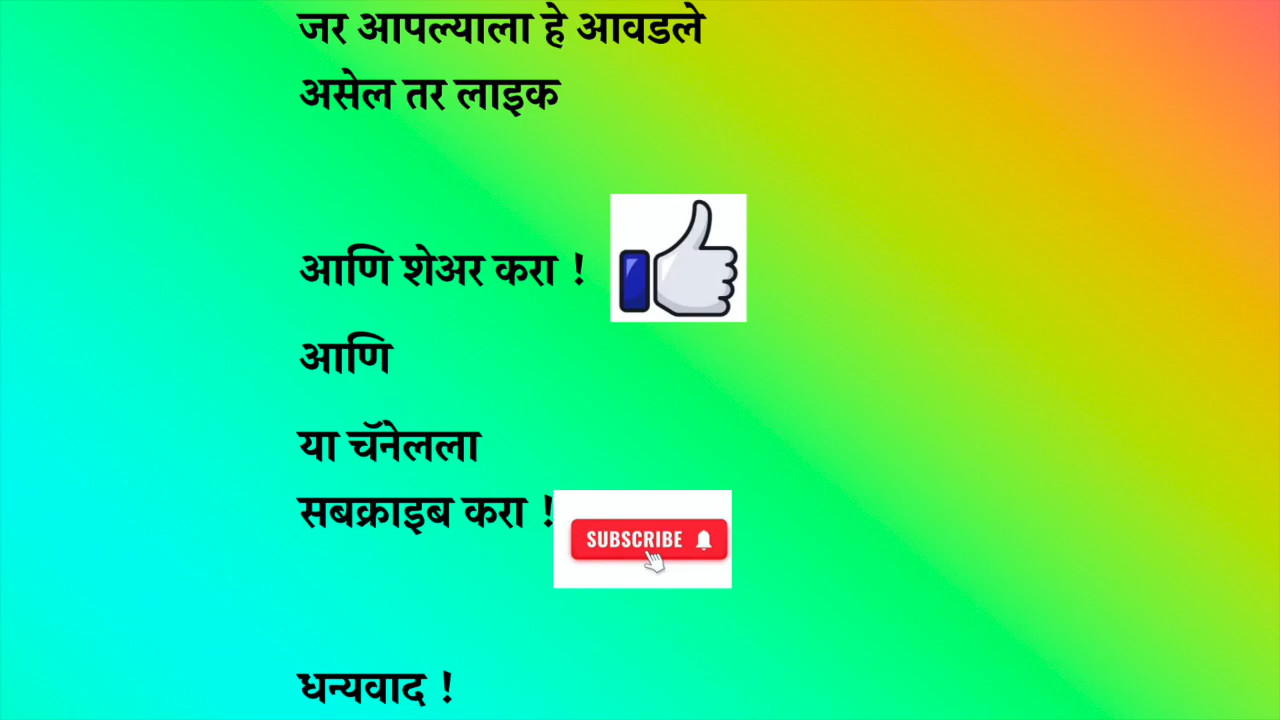 जर आपल्याला हे आवडले
असेल तर लाइक
आणि शेअर करा !
आणि
या चॅनेलला
सबक्राइब करा !
SUBSCRIBE
धन्यवाद !